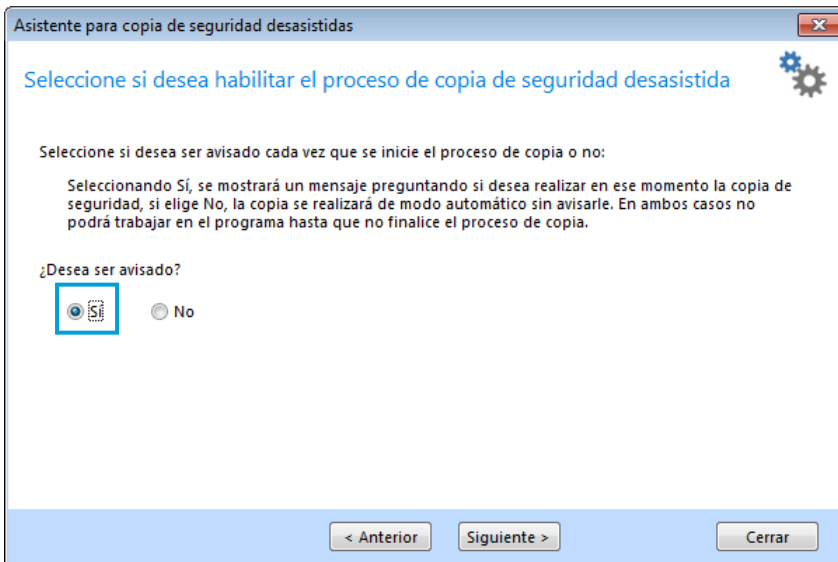 Asistente para copia de seguridad desasistidas
Seleccione si desea habilitar el proceso de copia de seguridad desasistida
Seleccione si desea ser avisado cada vez que se inicie el proceso de copia o no:
Seleccionando Sí, se mostrará un mensaje preguntando si desea realizar en ese momento la copia de
seguridad, si elige No, la copia se realizará de modo automático sin avisarle. En ambos casos no
podrá trabajar en el programa hasta que no finalice el proceso de copia.
¿Desea ser avisado?
Sí No
< Anterior Siguiente > Cerrar